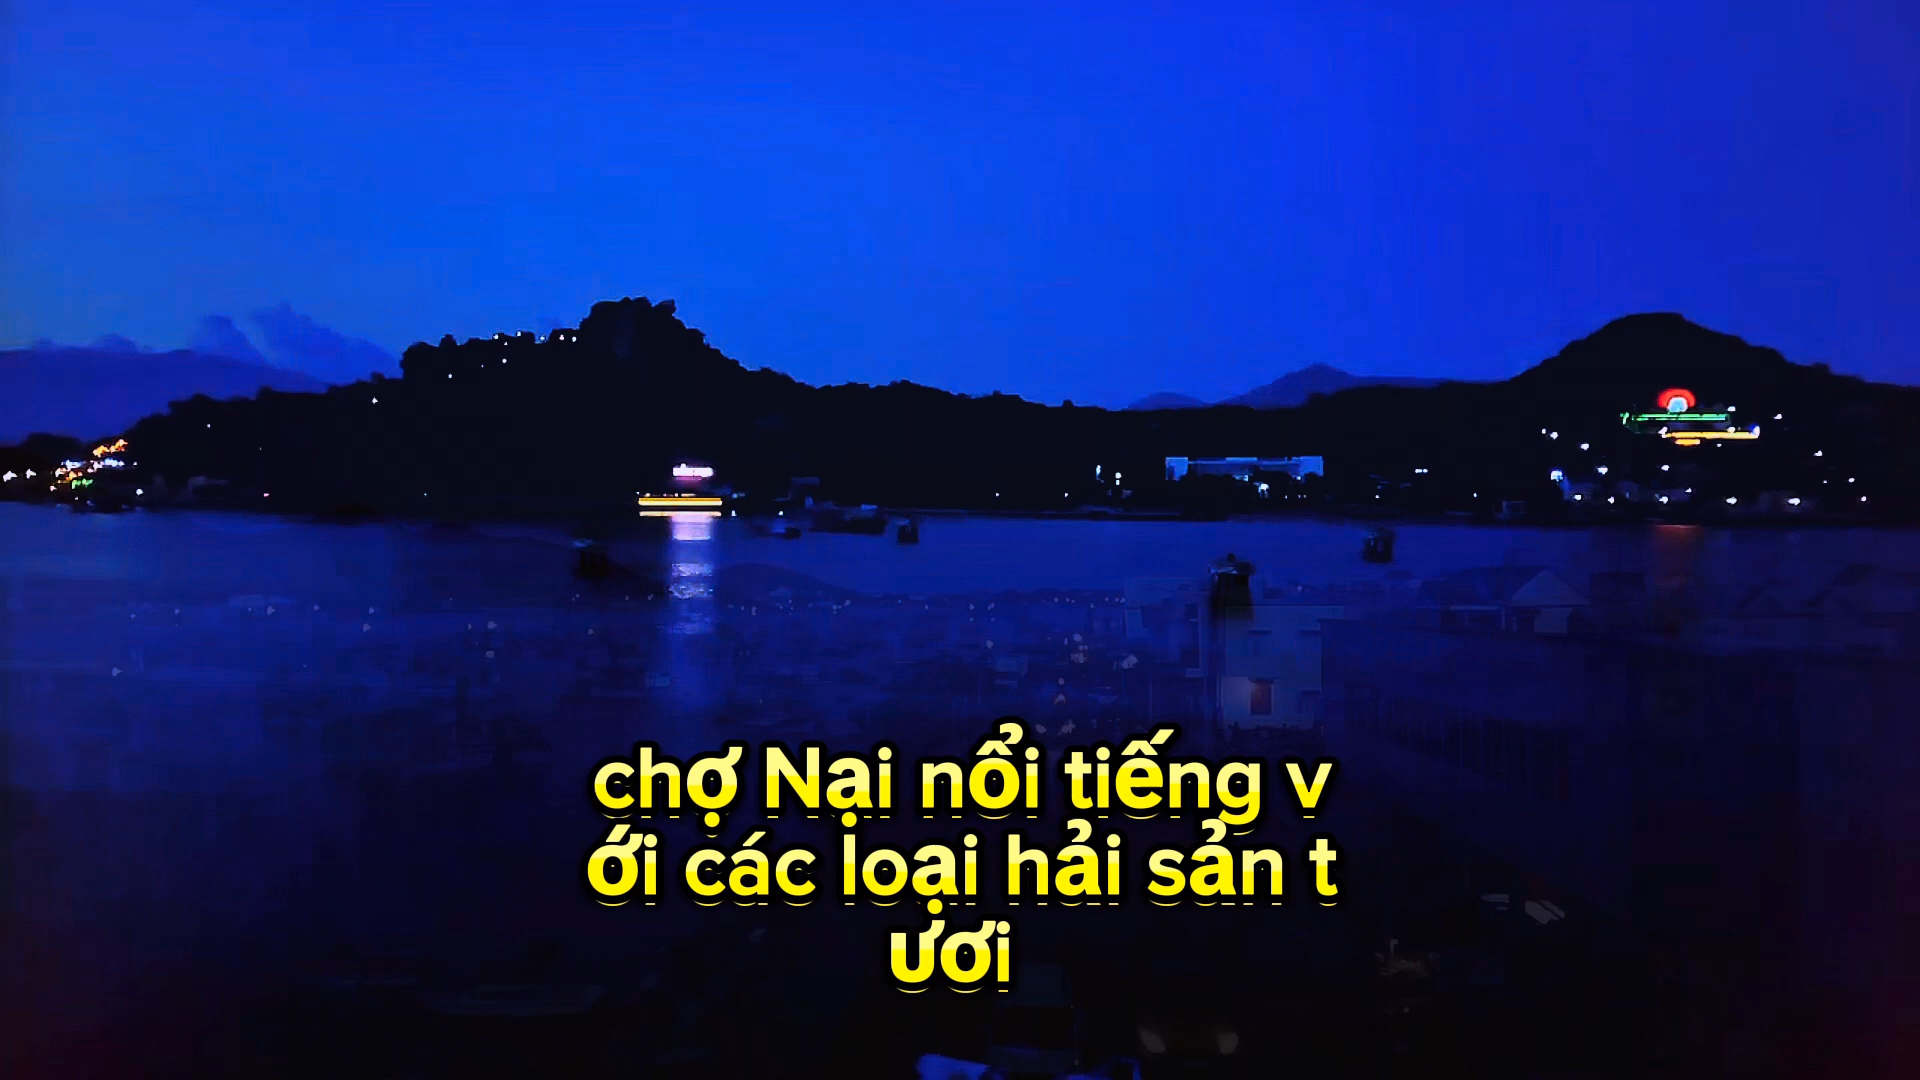 chợ Nại nổi tiếng v
ới các loại hải sản t
ươi